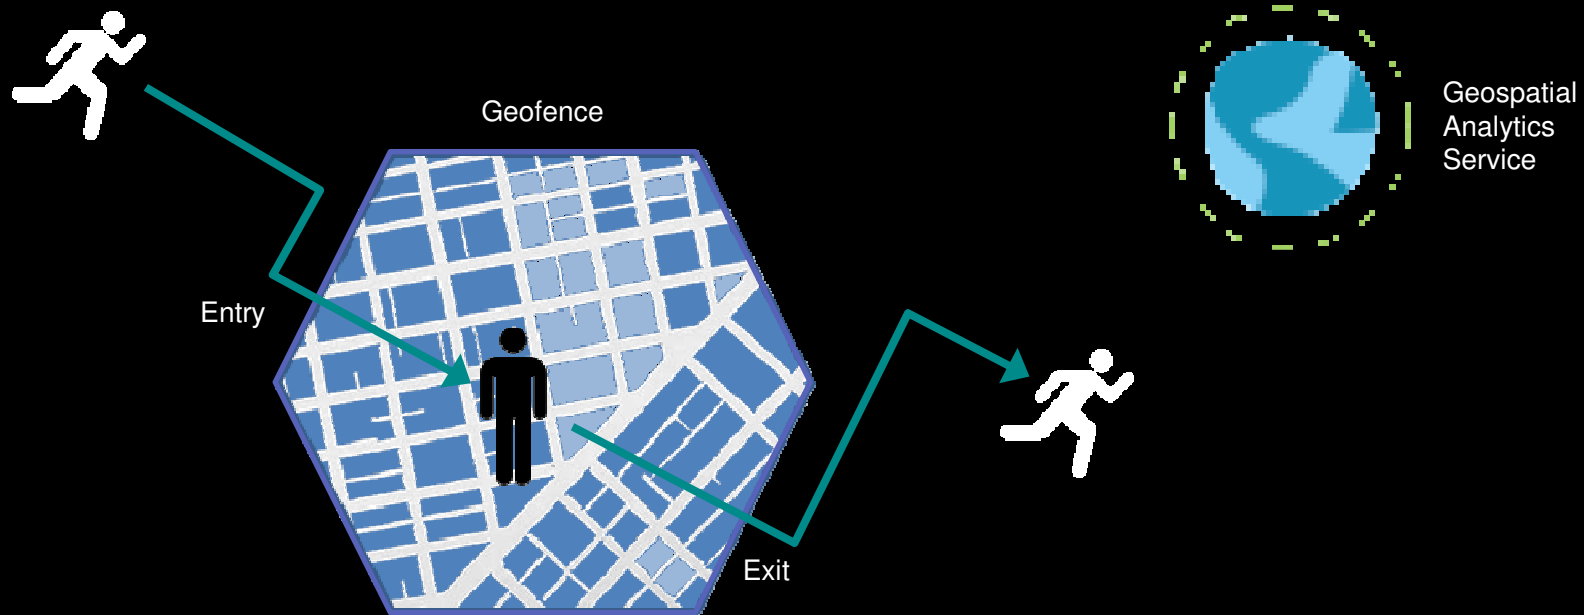 Geofence
Geospatial
Analytics
Service
Entry
Exit